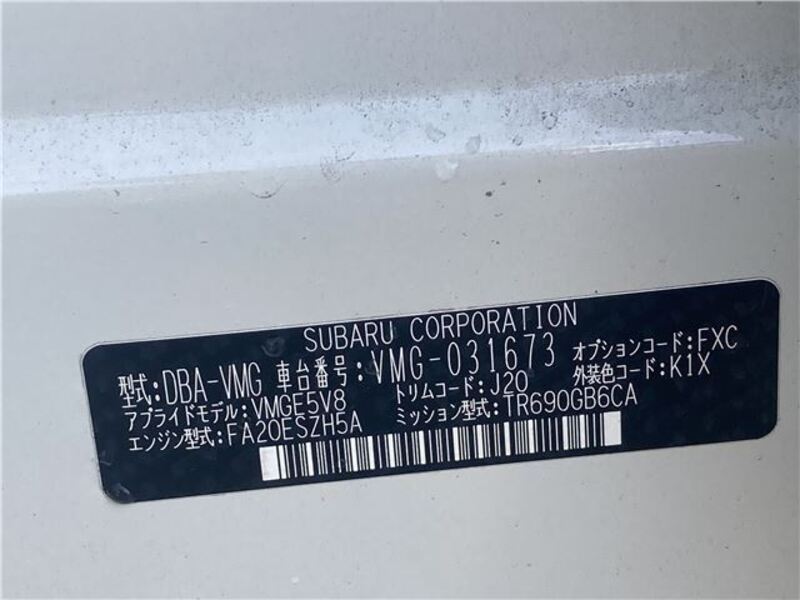 SUBARU CORPORATION
型式:DBA-VMG 車台番号:VMG-031673 オプションコード:FXC
アプライドモデル:VMGE5V8 トリムコード:J20 外装色コード:K1X
エンジン型式:FA20ESZH5A ミッション型式:TR690GB6CA